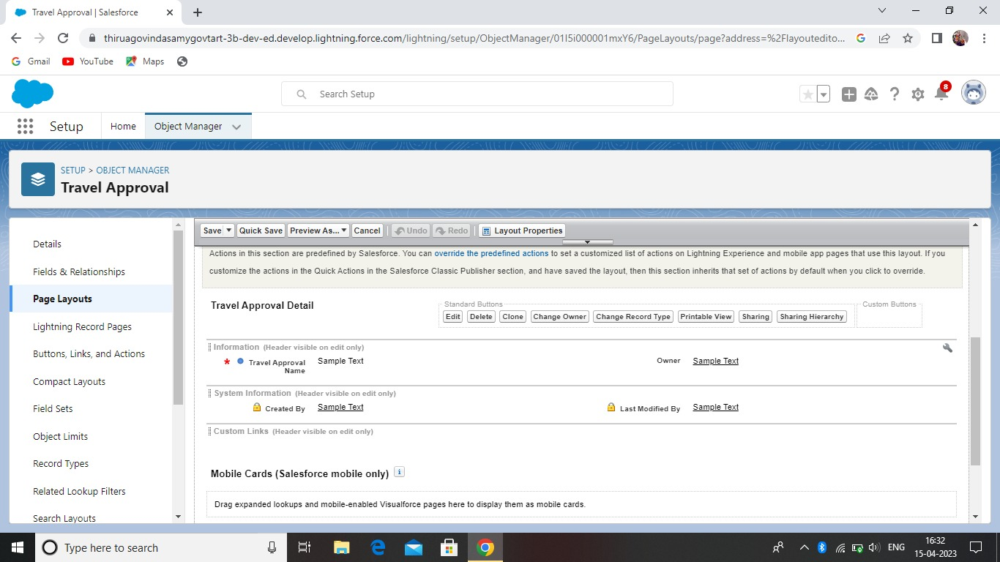 Travel Approval | Salesforce
thiruagovindasamygovtart-3b-dev-ed.develop.lightning.force.com/lightning/setup/ObjectManager/01I5i000001mxY6/PageLayouts/page?address=%2Flayoutedito...
Gmail YouTube Maps
Search Setup
8
Setup Home Object Manager
SETUP > OBJECT MANAGER
Travel Approval
Details
Fields & Relationships
Page Layouts
Lightning Record Pages
Buttons, Links, and Actions
Compact Layouts
Field Sets
Object Limits
Record Types
Related Lookup Filters
Search Layouts
Save Quick Save Preview As... Cancel Undo Redo Layout Properties
Actions in this section are predefined by Salesforce. You can override the predefined actions to set a customized list of actions on Lightning Experience and mobile app pages that use this layout. If you
customize the actions in the Quick Actions in the Salesforce Classic Publisher section, and have saved the layout, then this section inherits that set of actions by default when you click to override.
Travel Approval Detail
Standard Buttons
Edit Delete Clone Change Owner Change Record Type Printable View Sharing Sharing Hierarchy
Custom Buttons
Information (Header visible on edit only)
* Travel Approval
Name
Sample Text
Owner Sample Text
System Information (Header visible on edit only)
Created By Sample Text
Last Modified By Sample Text
Custom Links (Header visible on edit only)
Mobile Cards (Salesforce mobile only) i
Drag expanded lookups and mobile-enabled Visualforce pages here to display them as mobile cards.
Type here to search
ENG
16:32
15-04-2023